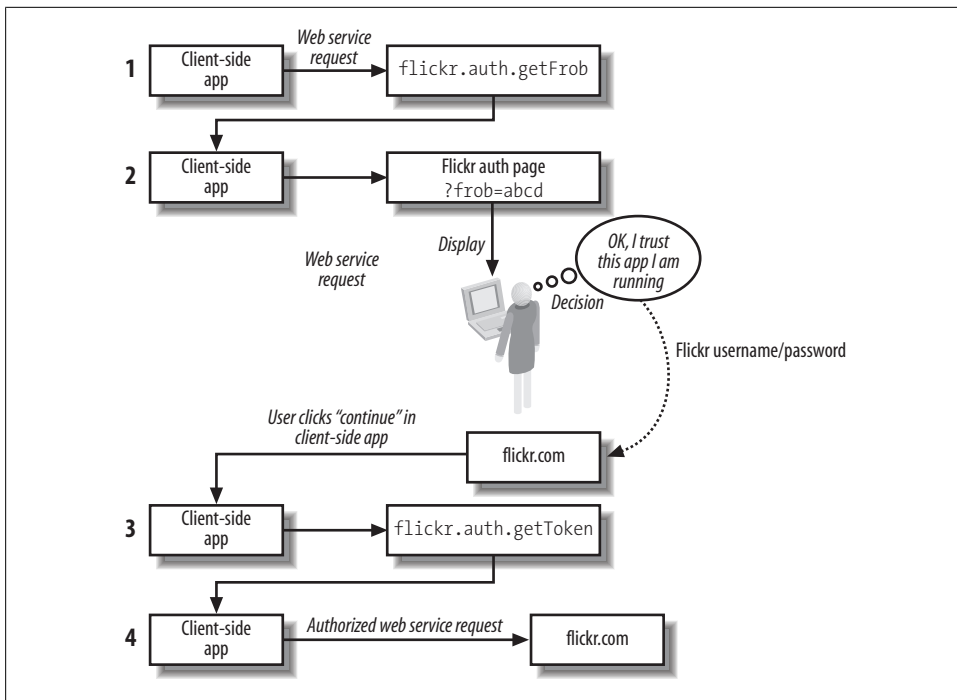 Web service
request
1
Client-side
app
flickr.auth.getFrob
2
Client-side
app
Flickr auth page
?frob=abcd
Display
Web service
request
OK, I trust
this app I am
running
Decision
Flickr username/password
User clicks “continue” in
client-side app
flickr.com
3
Client-side
app
flickr.auth.getToken
4
Client-side
app
Authorized web service request
flickr.com